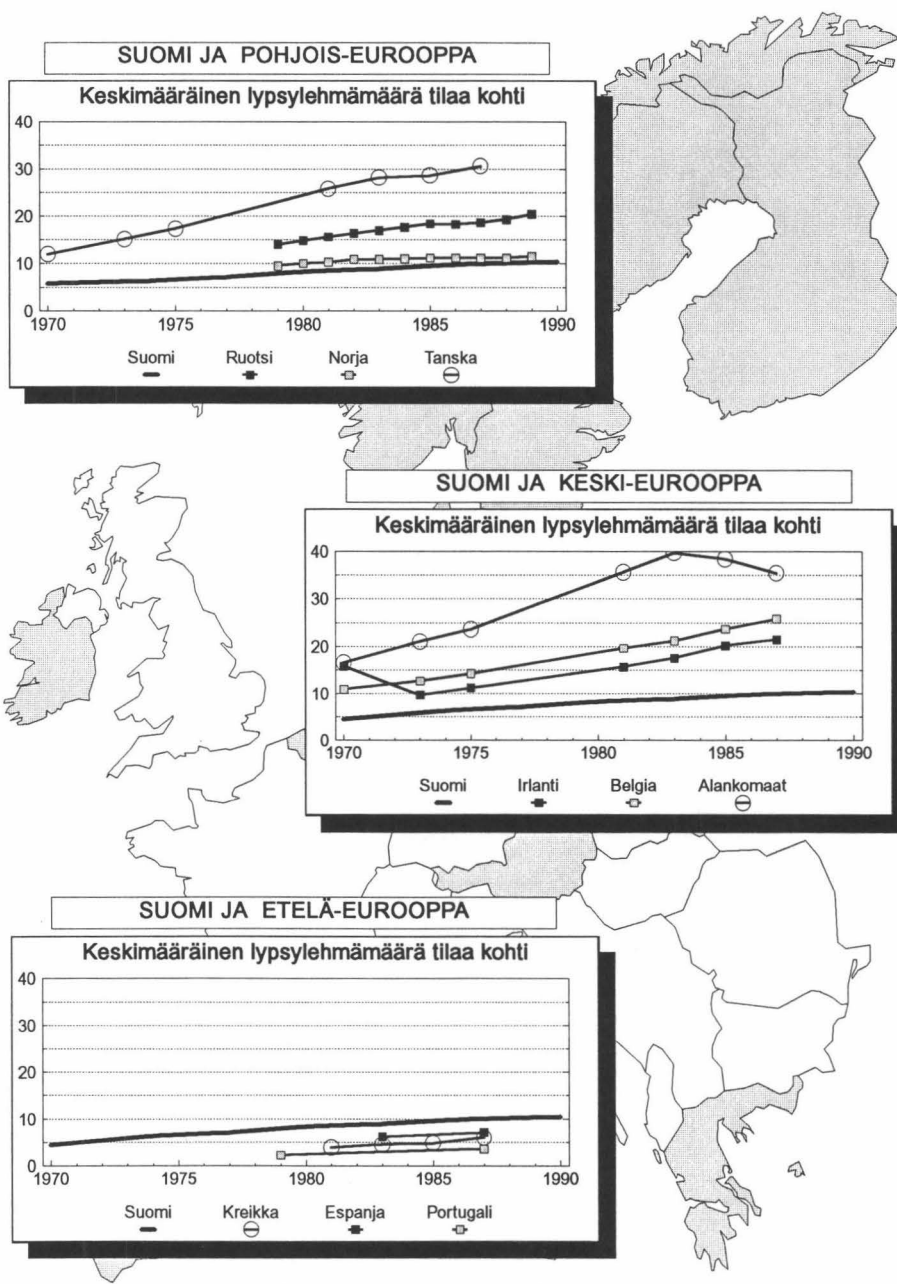 SUOMI JA POHJOIS-EUROOPPA
Keskimääräinen lypsylehmämäärä tilaa kohti
40
30
20
10
0
1970 1975 1980 1985 1990
Suomi Ruotsi Norja Tanska
SUOMI JA KESKI-EUROOPPA
Keskimääräinen lypsylehmämäärä tilaa kohti
40
30
20
10
0
1970 1975 1980 1985 1990
Suomi Irlanti Belgia Alankomaat
SUOMI JA ETELÄ-EUROOPPA
Keskimääräinen lypsylehmämäärä tilaa kohti
40
30
20
10
0
1970 1975 1980 1985 1990
Suomi Kreikka Espanja Portugali